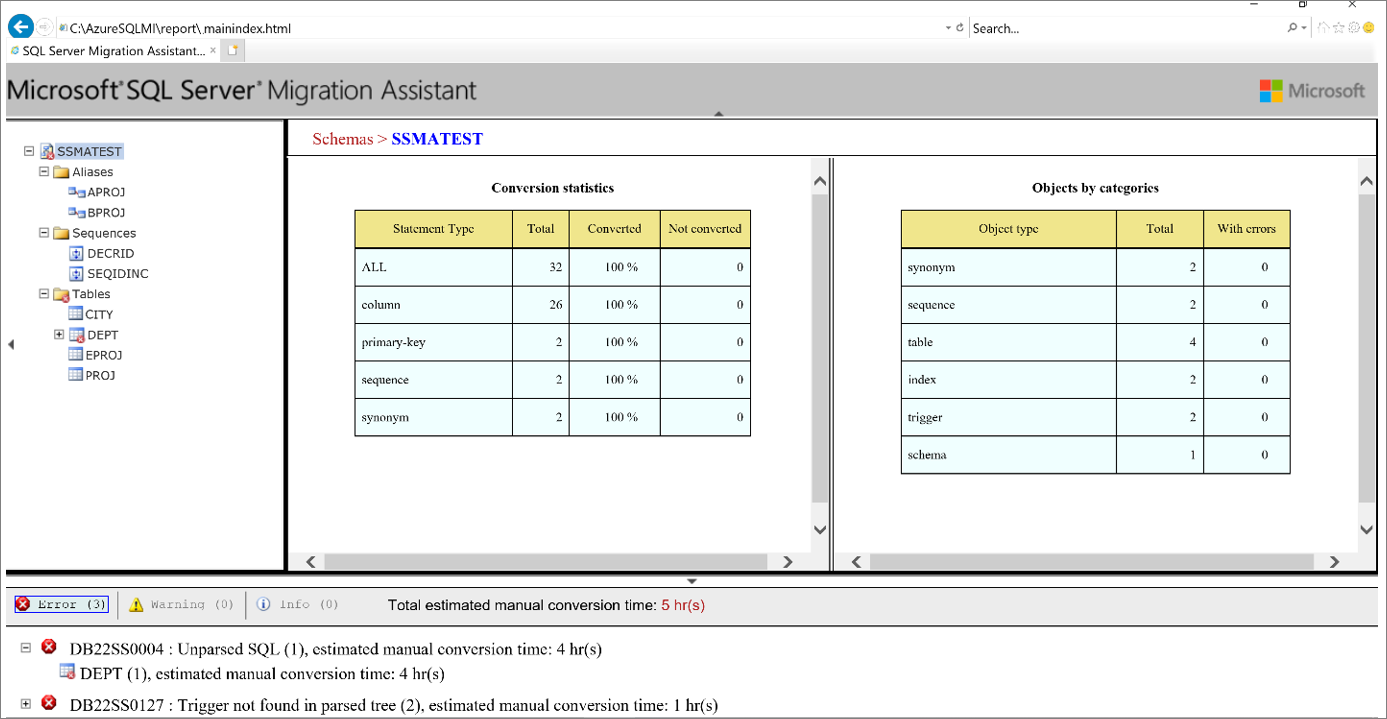 C:\AzureSQLMI\report\_mainindex.html
Search...
SQL Server Migration Assistant...
Microsoft® SQL Server® Migration Assistant
Microsoft
SSMATEST
Aliases
APROJ
BPROJ
Sequences
DECRID
SEQIDINC
Tables
CITY
DEPT
EPROJ
PROJ
Schemas > SSMATEST
Conversion statistics
Statement Type Total Converted Not converted
ALL 32 100 % 0
column 26 100 % 0
primary-key 2 100 % 0
sequence 2 100 % 0
synonym 2 100 % 0
Objects by categories
Object type Total With errors
synonym 2 0
sequence 2 0
table 4 0
index 2 0
trigger 2 0
schema 1 0
Error (3) Warning (0) Info (0) Total estimated manual conversion time: 5 hr(s)
DB22SS0004 : Unparsed SQL (1), estimated manual conversion time: 4 hr(s)
DEPT (1), estimated manual conversion time: 4 hr(s)
DB22SS0127 : Trigger not found in parsed tree (2), estimated manual conversion time: 1 hr(s)